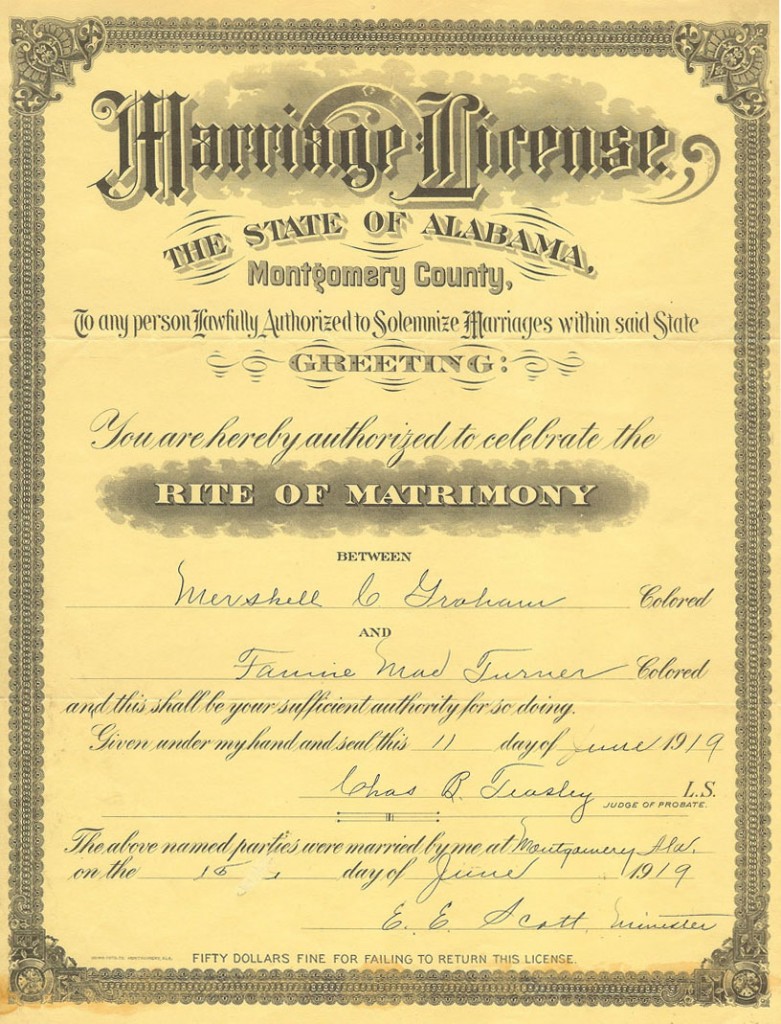 Marriage License
THE STATE OF ALABAMA,
Montgomery County,
To any person Lawfully Authorized to Solemnize Marriages within said State
GREETING:
You are hereby authorized to celebrate the
RITE OF MATRIMONY
BETWEEN
Mershell C Graham Colored
AND
Fannie Mae Turner Colored
and this shall be your sufficient authority for so doing.
Given under my hand and seal this 11 day of June 1919
Chas B. Teasley L.S.
JUDGE OF PROBATE.
The above named parties were married by me, at Montgomery Ala.
on the 15 day of June 1919
E. E. Scott, Minister
FIFTY DOLLARS FINE FOR FAILING TO RETURN THIS LICENSE.